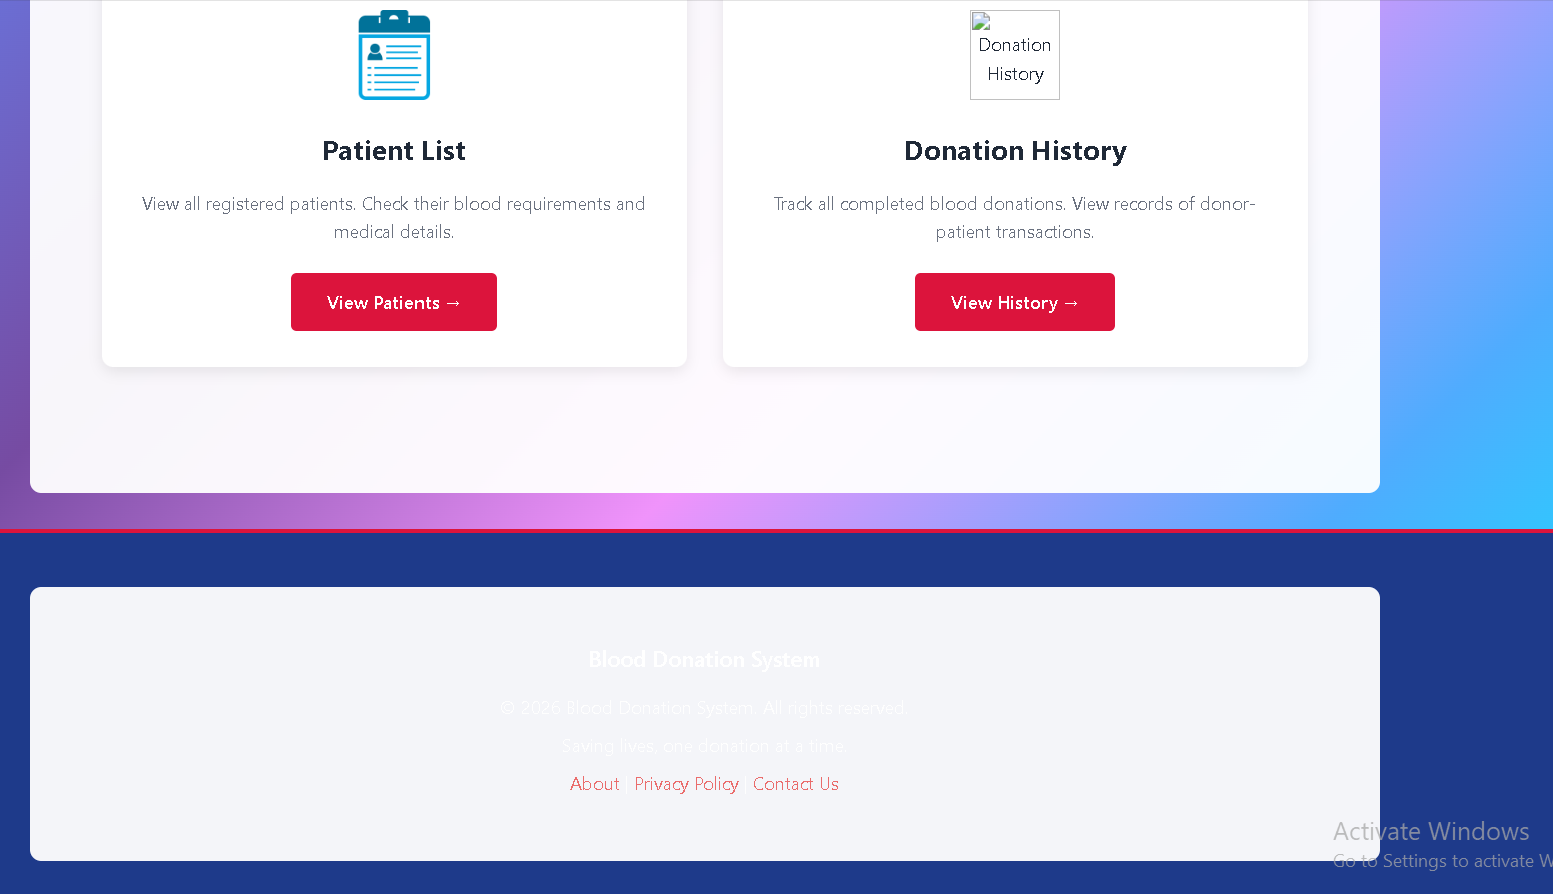 Donation
History
Patient List
View all registered patients. Check their blood requirements and
medical details.
View Patients →
Donation History
Track all completed blood donations. View records of donor-
patient transactions.
View History →
Blood Donation System
© 2026 Blood Donation System. All rights reserved.
Saving lives, one donation at a time.
About | Privacy Policy | Contact Us
Activate Windows
Go to Settings to activate W